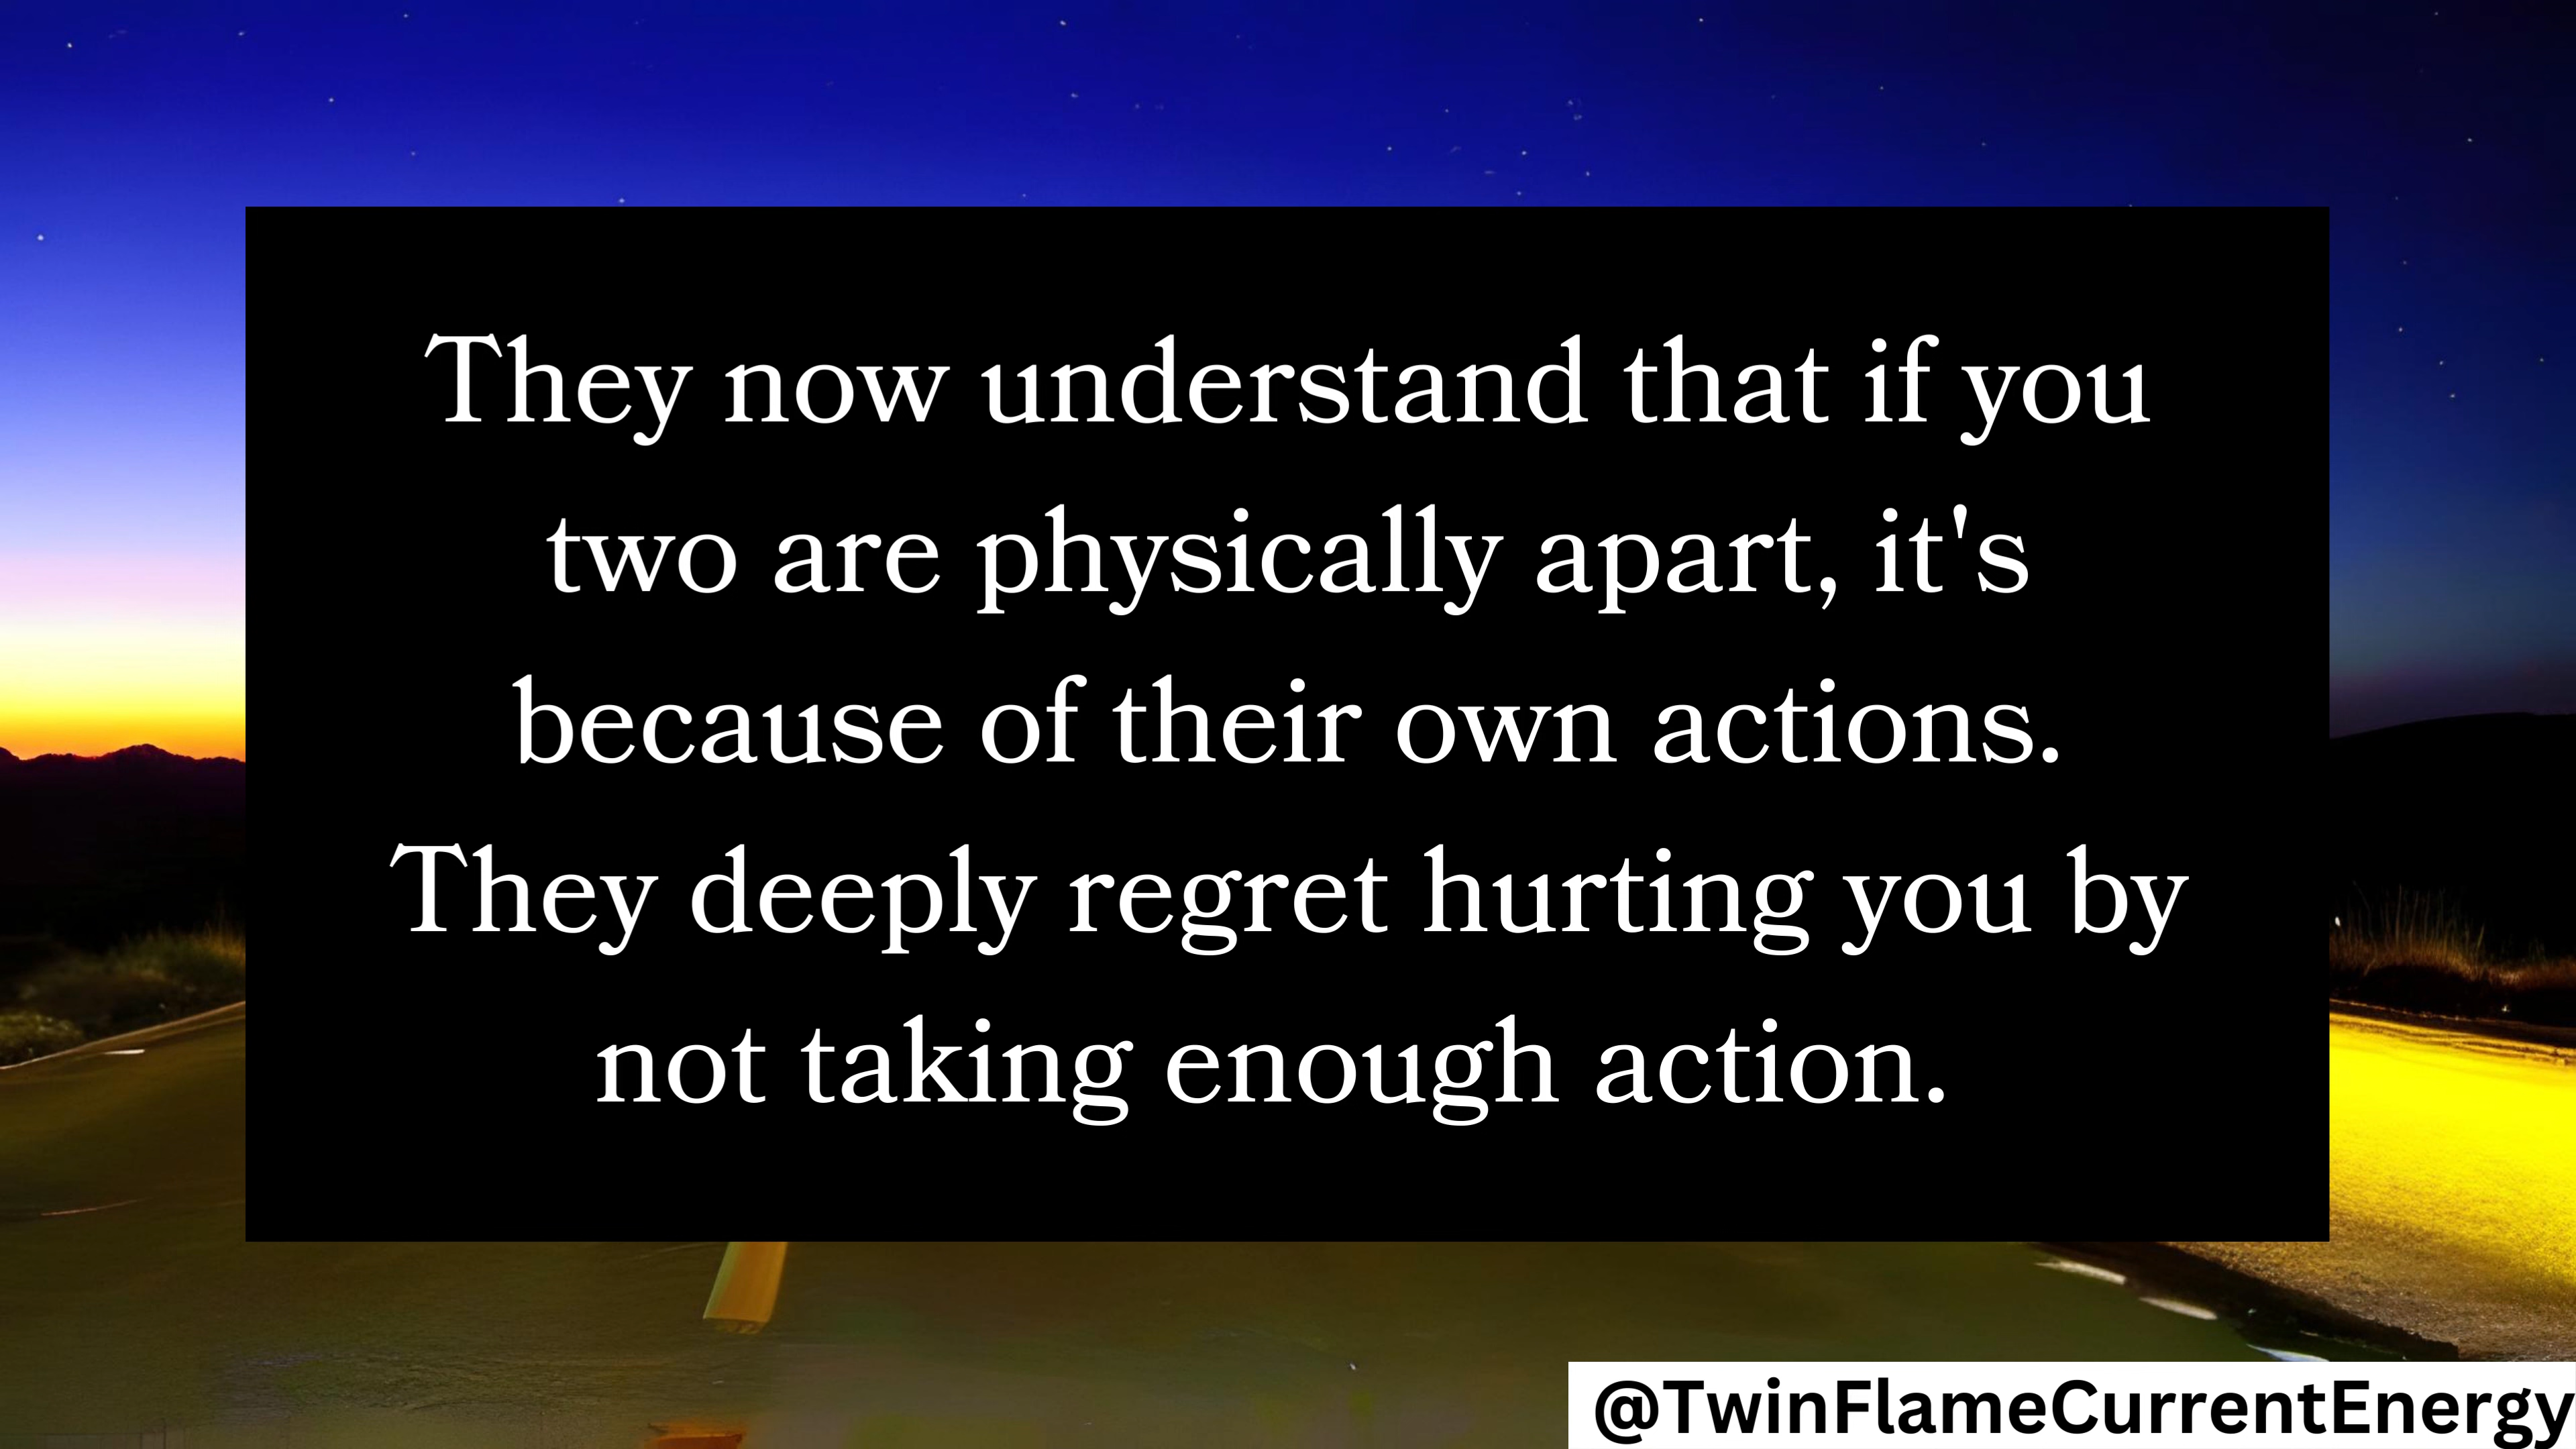 They now understand that if you
two are physically apart, it's
because of their own actions.
They deeply regret hurting you by
not taking enough action.
@TwinFlameCurrentEnergy